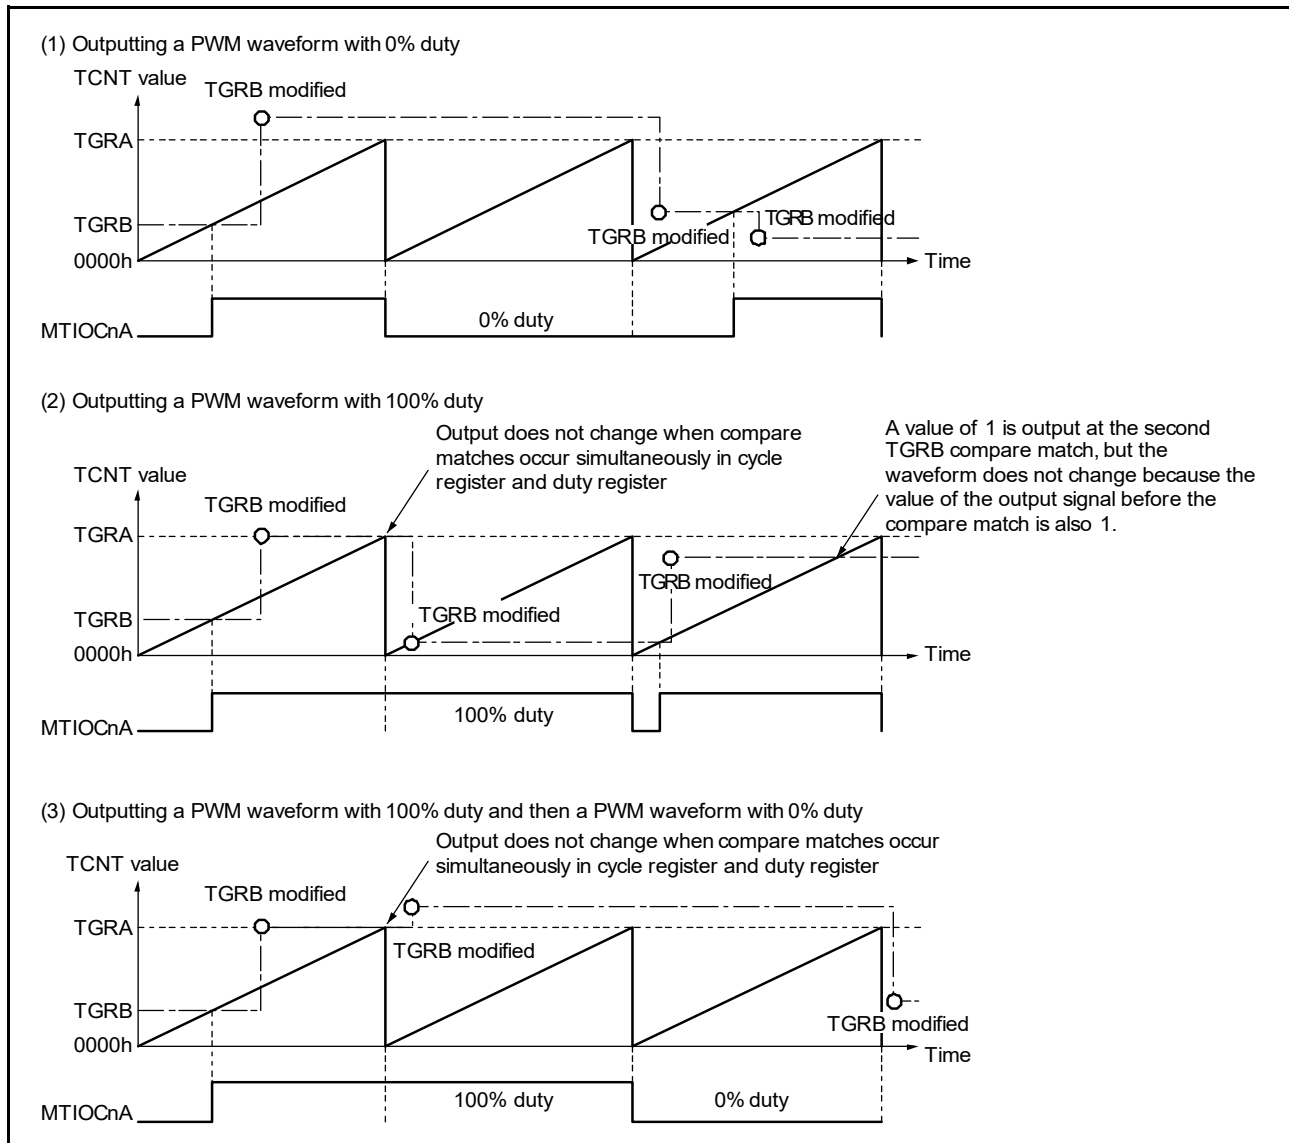 (1) Outputting a PWM waveform with 0% duty
TCNT value
TGRB modified
TGRA
TGRB
TGRB modified
TGRB modified
0000h
Time
0% duty
MTIOCnA
(2) Outputting a PWM waveform with 100% duty
Output does not change when compare
matches occur simultaneously in cycle
register and duty register
A value of 1 is output at the second
TGRB compare match, but the
waveform does not change because the
value of the output signal before the
compare match is also 1.
TCNT value
TGRB modified
TGRA
TGRB modified
TGRB
TGRB modified
0000h
Time
100% duty
MTIOCnA
(3) Outputting a PWM waveform with 100% duty and then a PWM waveform with 0% duty
Output does not change when compare matches occur
simultaneously in cycle register and duty register
TCNT value
TGRB modified
TGRA
TGRB modified
TGRB
TGRB modified
0000h
Time
100% duty
0% duty
MTIOCnA